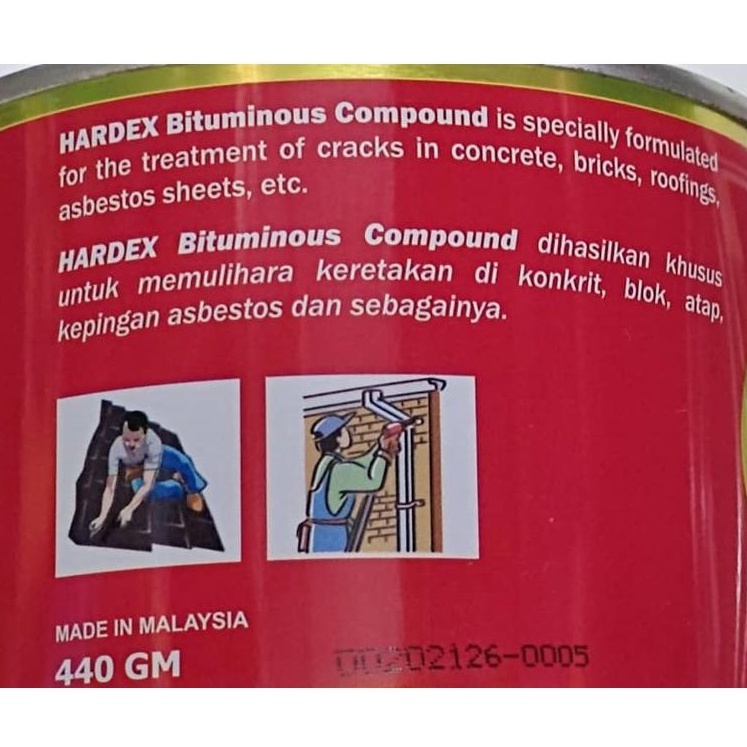 HARDEX Bituminous Compound is specially formulated
for the treatment of cracks in concrete, bricks, roofings,
asbestos sheets, etc.
HARDEX Bituminous Compound dihasilkan khusus
untuk memulihara keretakan di konkrit, blok, atap,
kepingan asbestos dan sebagainya.
MADE IN MALAYSIA
440 GM